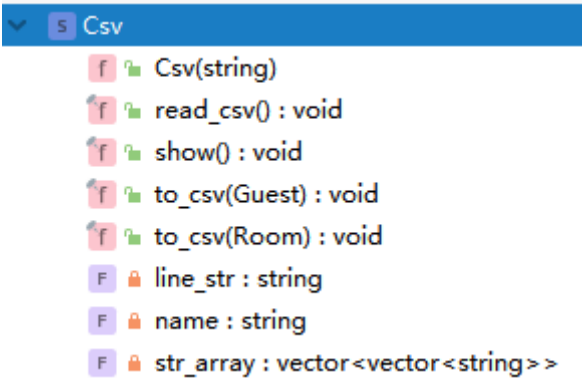 S Csv
f Csv(string)
f read_csv() : void
f show() : void
f to_csv(Guest) : void
f to_csv(Room) : void
F line_str : string
F name : string
F str_array : vector<vector<string>>